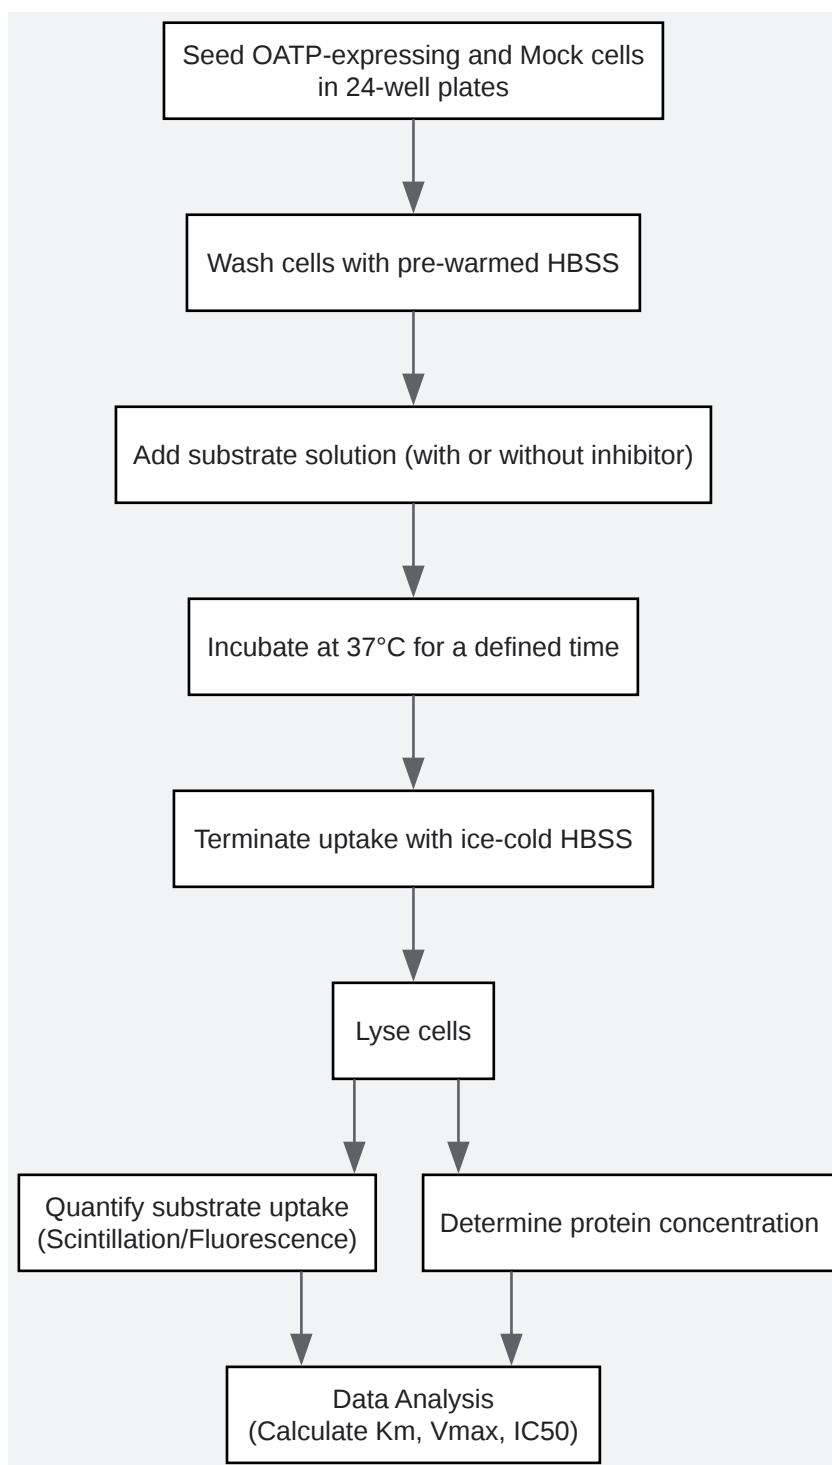 Seed OATP-expressing and Mock cells
in 24-well plates
Wash cells with pre-warmed HBSS
Add substrate solution (with or without inhibitor)
Incubate at 37°C for a defined time
Terminate uptake with ice-cold HBSS
Lyse cells
Quantify substrate uptake
(Scintillation/Fluorescence)
Determine protein concentration
Data Analysis
(Calculate Km, Vmax, IC50)